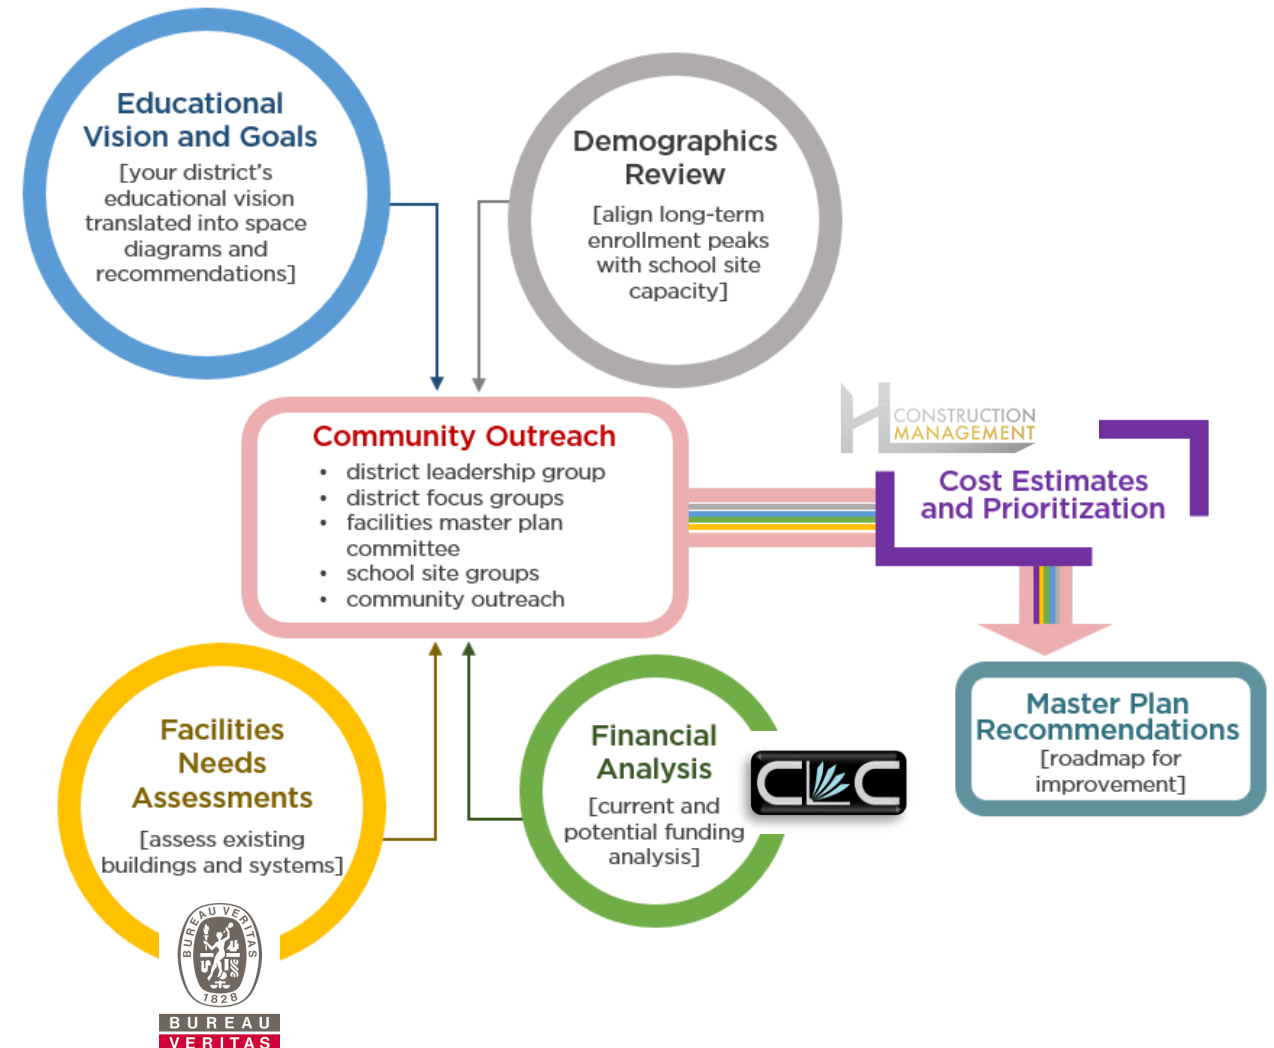 Educational
Vision and Goals
[your district’s
educational vision
translated into space
diagrams and
recommendations]
Demographics
Review
[align long-term
enrollment peaks
with school site
capacity]
Community Outreach
• district leadership group
• district focus groups
• facilities master plan
committee
• school site groups
• community outreach
H CONSTRUCTION
MANAGEMENT
Cost Estimates
and Prioritization
Facilities
Needs
Assessments
[assess existing
buildings and systems]
BUREAU VERITAS
1828
BUREAU
VERITAS
Financial
Analysis
[current and
potential funding
analysis]
CLC
Master Plan
Recommendations
[roadmap for
improvement]